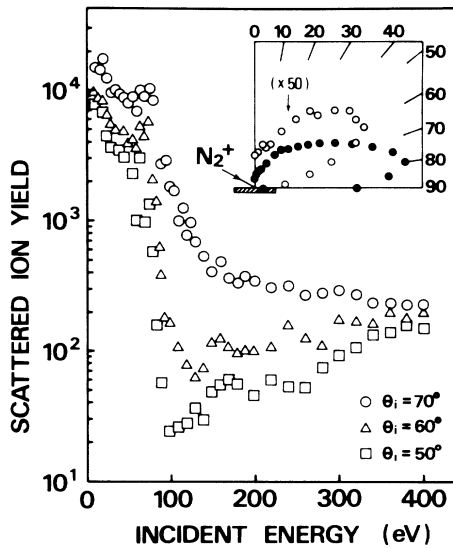 0 10 20 30 40 50
60
70
80
90
(×50)
N₂⁺
10⁴
10³
10²
10¹
SCATTERED ION YIELD
○ θi = 70°
△ θi = 60°
□ θi = 50°
0 100 200 300 400
INCIDENT ENERGY (eV)